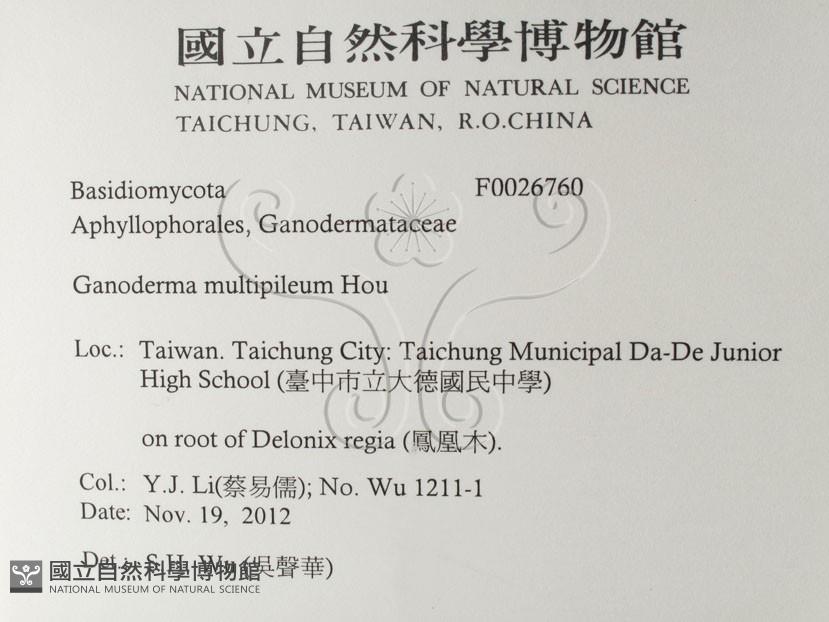 國立自然科學博物館
NATIONAL MUSEUM OF NATURAL SCIENCE
TAICHUNG, TAIWAN, R.O.CHINA
Basidiomycota F0026760
Aphyllophorales, Ganodermataceae
Ganoderma multipileum Hou
Loc.: Taiwan. Taichung City: Taichung Municipal Da-De Junior
High School (臺中市立大德國民中學)
on root of Delonix regia (鳳凰木).
Col.: Y.J. Li(蔡易儒); No. Wu 1211-1
Date: Nov. 19, 2012
Det.: S.H. Wu (吳聲華)
國立自然科學博物館
NATIONAL MUSEUM OF NATURAL SCIENCE